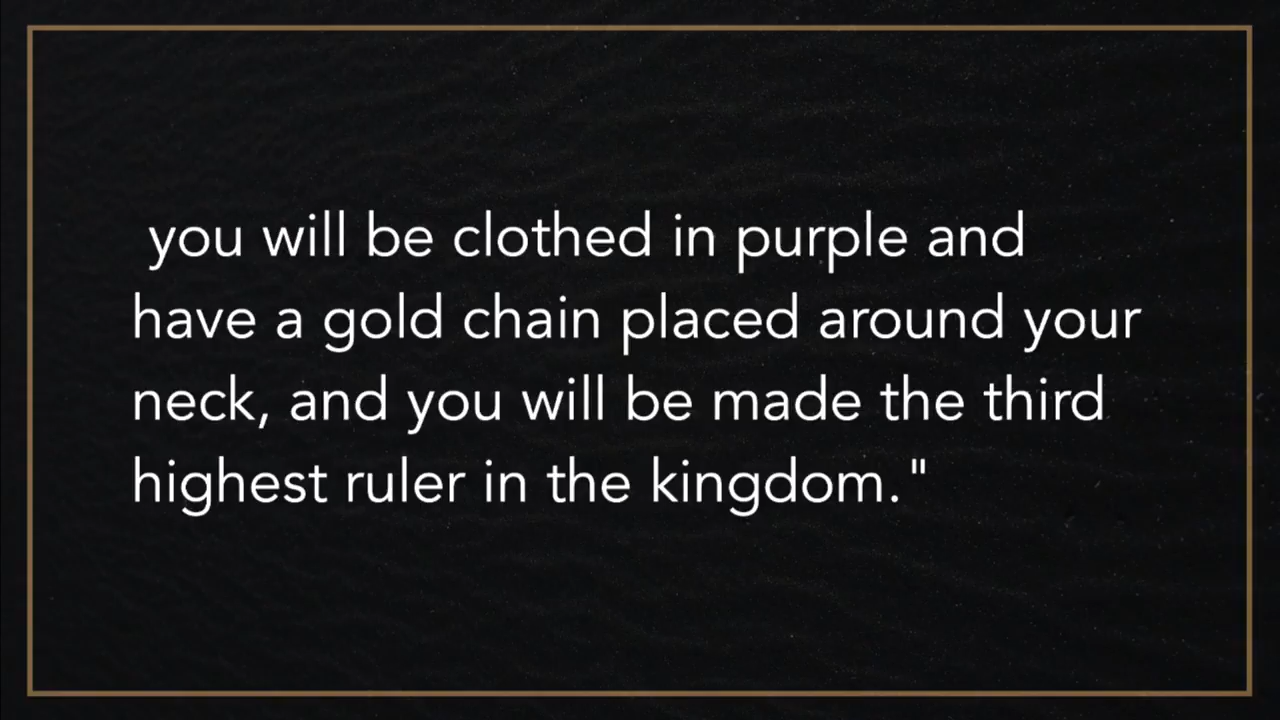 you will be clothed in purple and
have a gold chain placed around your
neck, and you will be made the third
highest ruler in the kingdom."